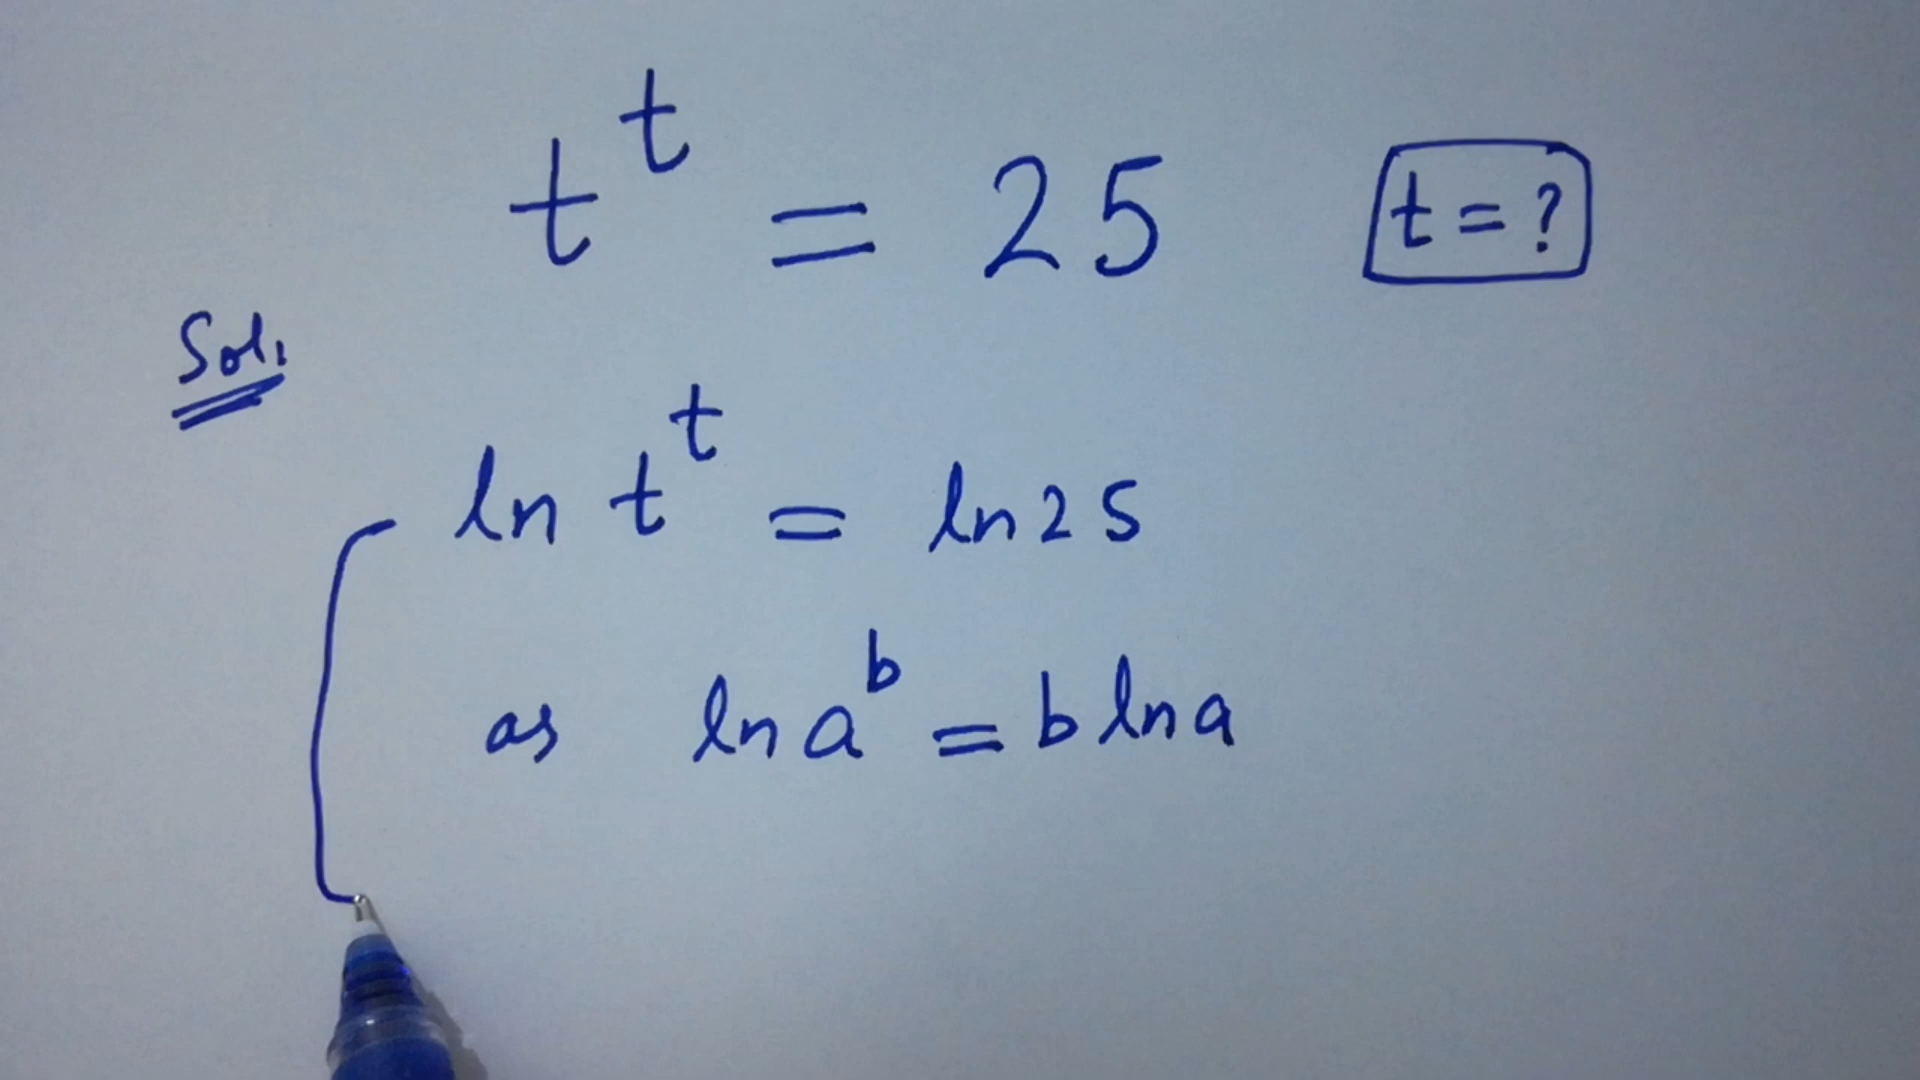 t^t = 25 t = ?
Sol.
ln t^t = ln 25
as ln a^b = b ln a